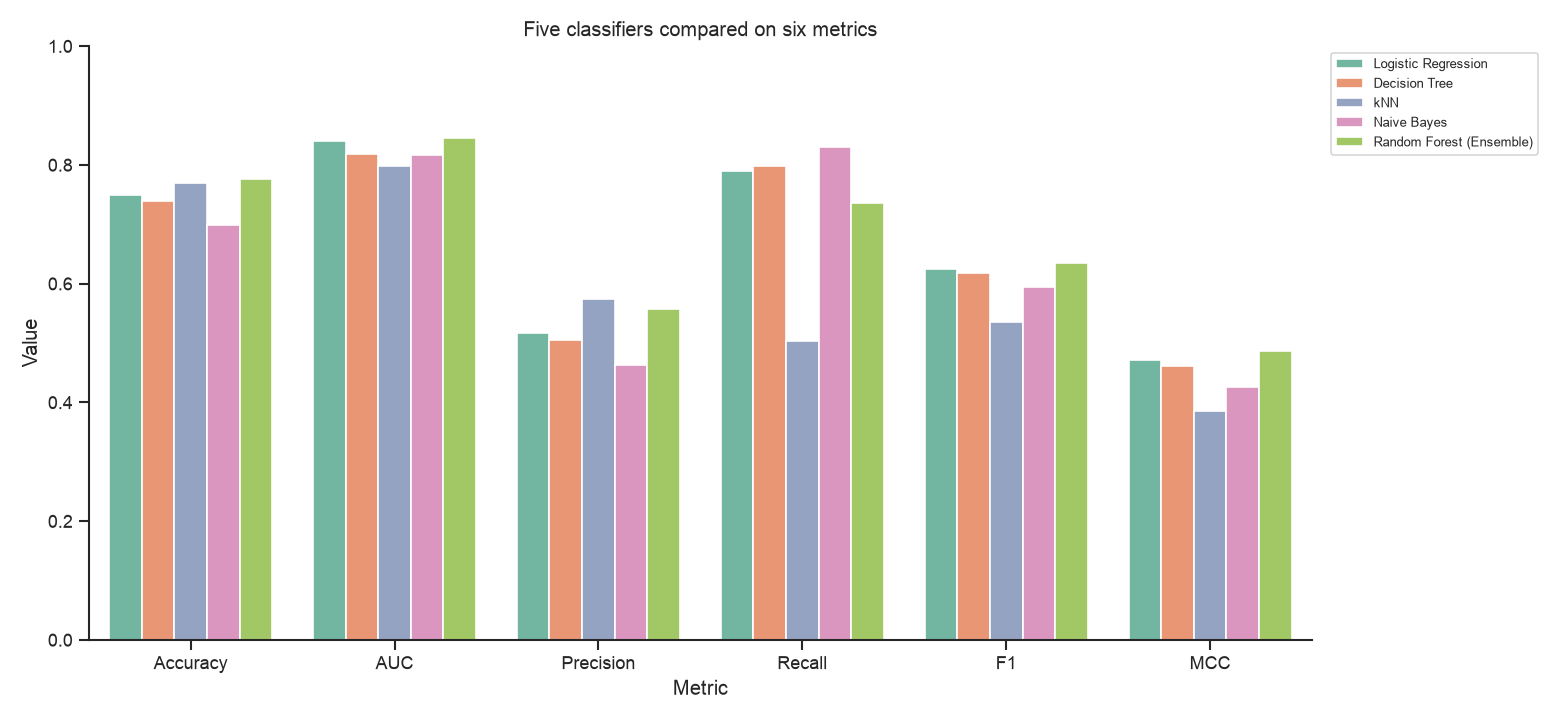 Five classifiers compared on six metrics
Logistic Regression
Decision Tree
kNN
Naive Bayes
Random Forest (Ensemble)
1.0
0.8
0.6
0.4
0.2
0.0
Value
Accuracy
AUC
Precision
Recall
F1
MCC
Metric